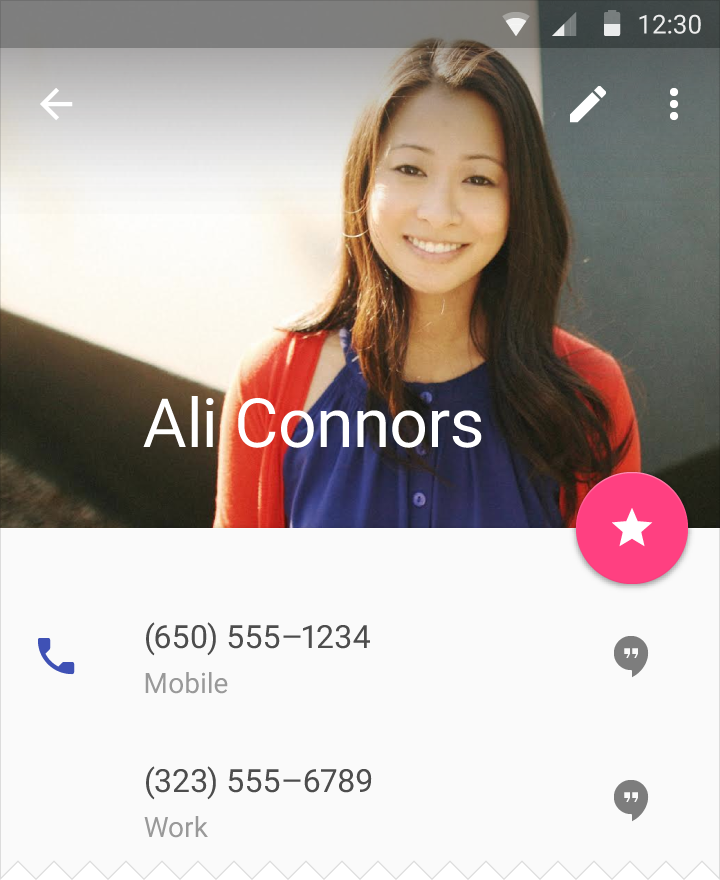 12:30
Ali Connors
(650) 555–1234
Mobile
(323) 555–6789
Work